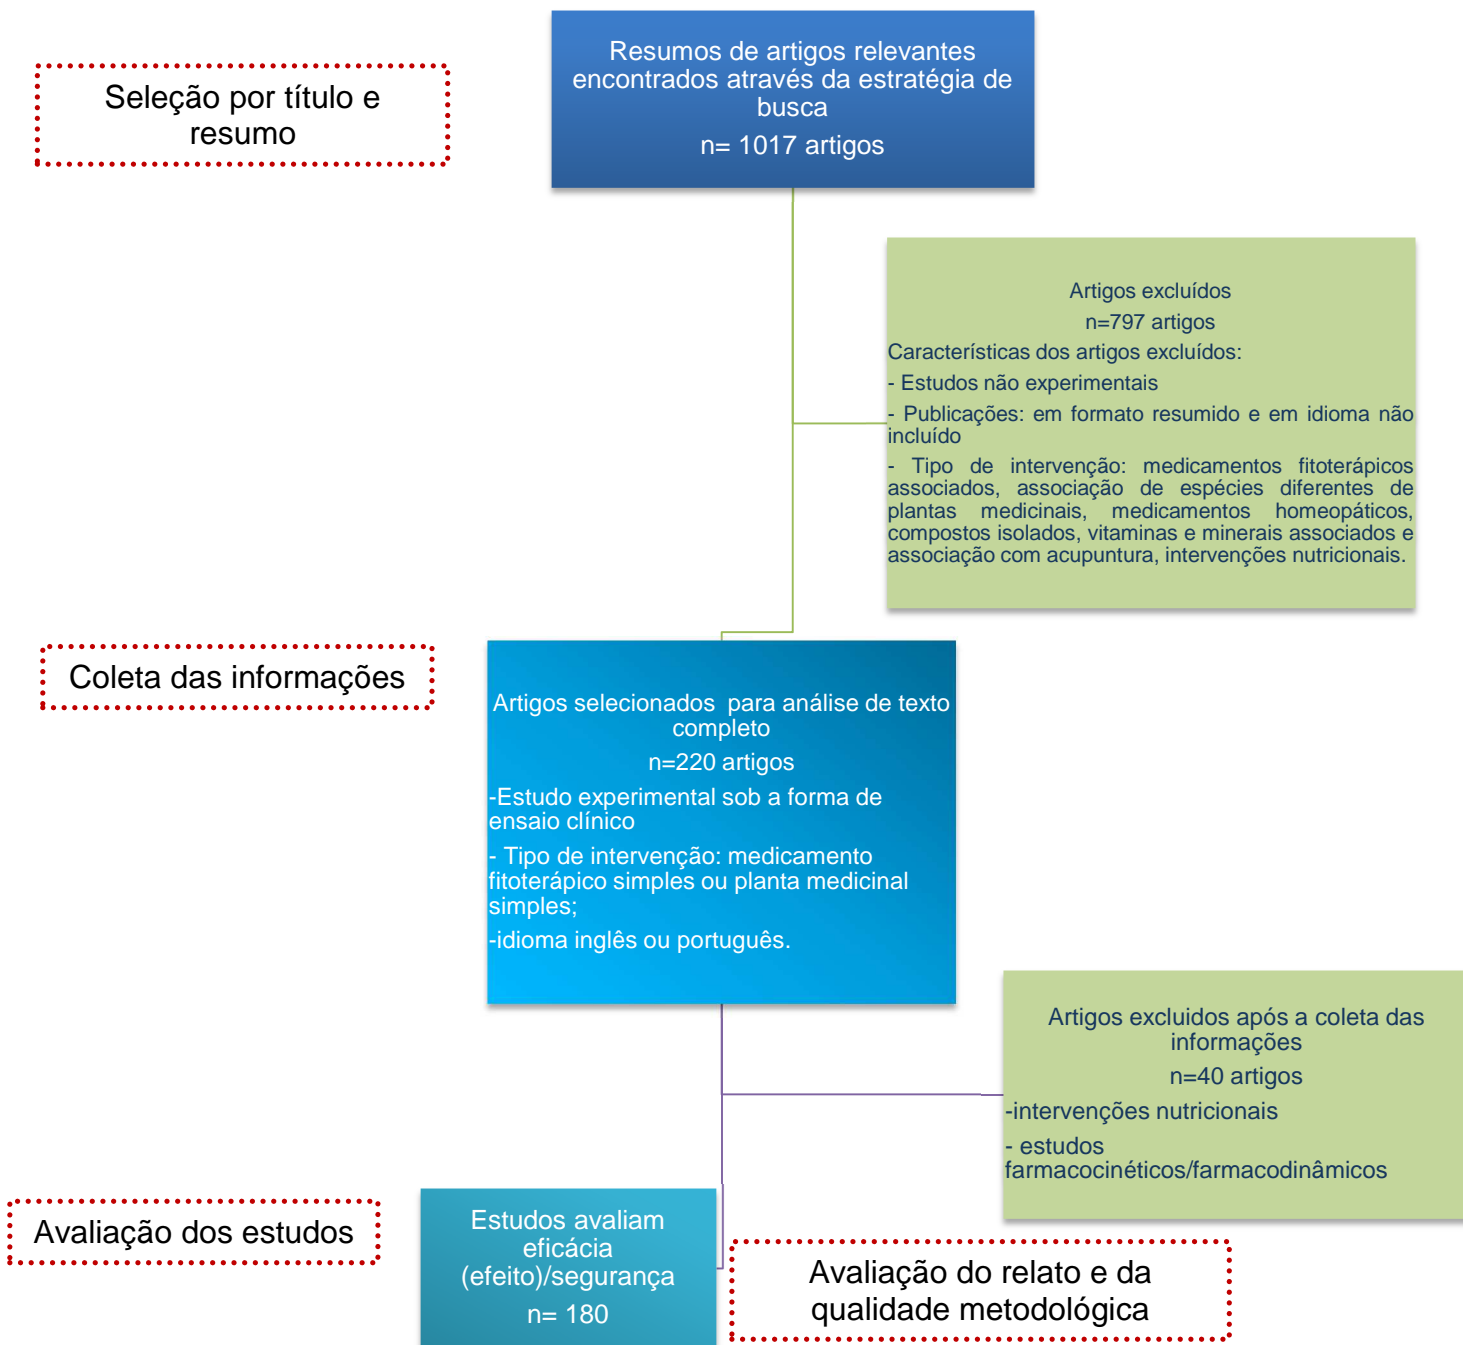 Seleção por título e
resumo
Resumos de artigos relevantes
encontrados através da estratégia de
busca
n= 1017 artigos
Artigos excluídos
n=797 artigos
Características dos artigos excluídos:
- Estudos não experimentais
- Publicações: em formato resumido e em idioma não
incluído
- Tipo de intervenção: medicamentos fitoterápicos
associados, associação de espécies diferentes de
plantas medicinais, medicamentos homeopáticos,
compostos isolados, vitaminas e minerais associados e
associação com acupuntura, intervenções nutricionais.
Coleta das informações
Artigos selecionados  para análise de texto
completo
n=220 artigos
-Estudo experimental sob a forma de
ensaio clínico
- Tipo de intervenção: medicamento
fitoterápico simples ou planta medicinal
simples;
-idioma inglês ou português.
Artigos excluidos após a coleta das
informações
n=40 artigos
-intervenções nutricionais
- estudos
farmacocinéticos/farmacodinâmicos
Avaliação dos estudos
Estudos avaliam
eficácia
(efeito)/segurança
n= 180
Avaliação do relato e da
qualidade metodológica